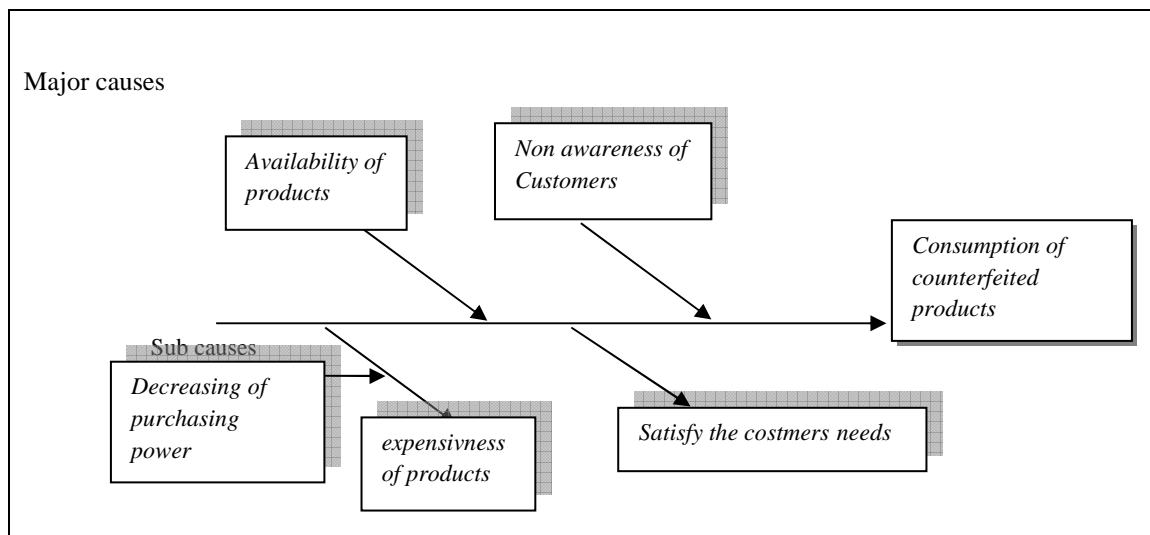 Major causes
Availability of
products
Non awareness of
Customers
Consumption of
counterfeited
products
Sub causes
Decreasing of
purchasing
power
expensivness
of products
Satisfy the costmers needs